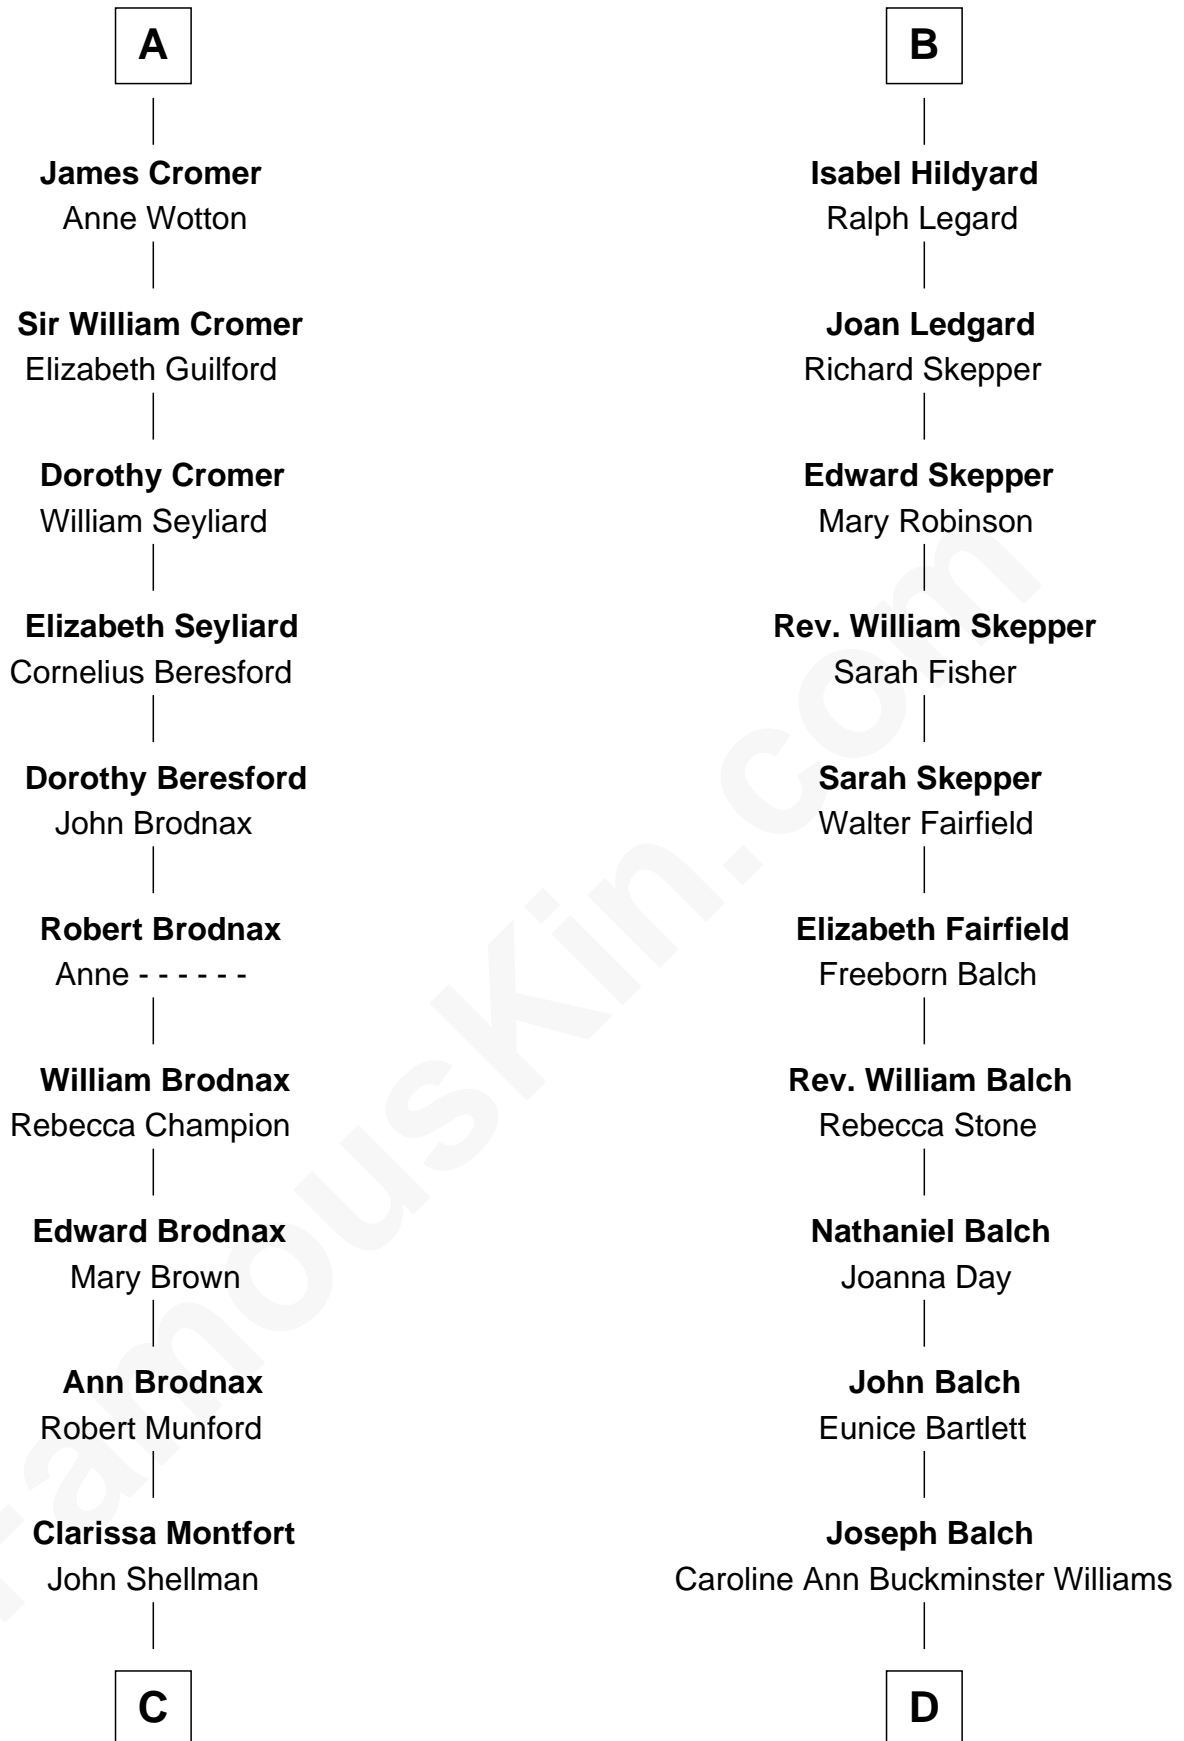 A
James Cromer
Anne Wotton
Sir William Cromer
Elizabeth Guilford
Dorothy Cromer
William Seyliard
Elizabeth Seyliard
Cornelius Beresford
Dorothy Beresford
John Brodnax
Robert Brodnax
Anne - - - - - -
William Brodnax
Rebecca Champion
Edward Brodnax
Mary Brown
Ann Brodnax
Robert Munford
Clarissa Montfort
John Shellman
C
B
Isabel Hildyard
Ralph Legard
Joan Ledgard
Richard Skepper
Edward Skepper
Mary Robinson
Rev. William Skepper
Sarah Fisher
Sarah Skepper
Walter Fairfield
Elizabeth Fairfield
Freeborn Balch
Rev. William Balch
Rebecca Stone
Nathaniel Balch
Joanna Day
John Balch
Eunice Bartlett
Joseph Balch
Caroline Ann Buckminster Williams
D
FamousKin.com